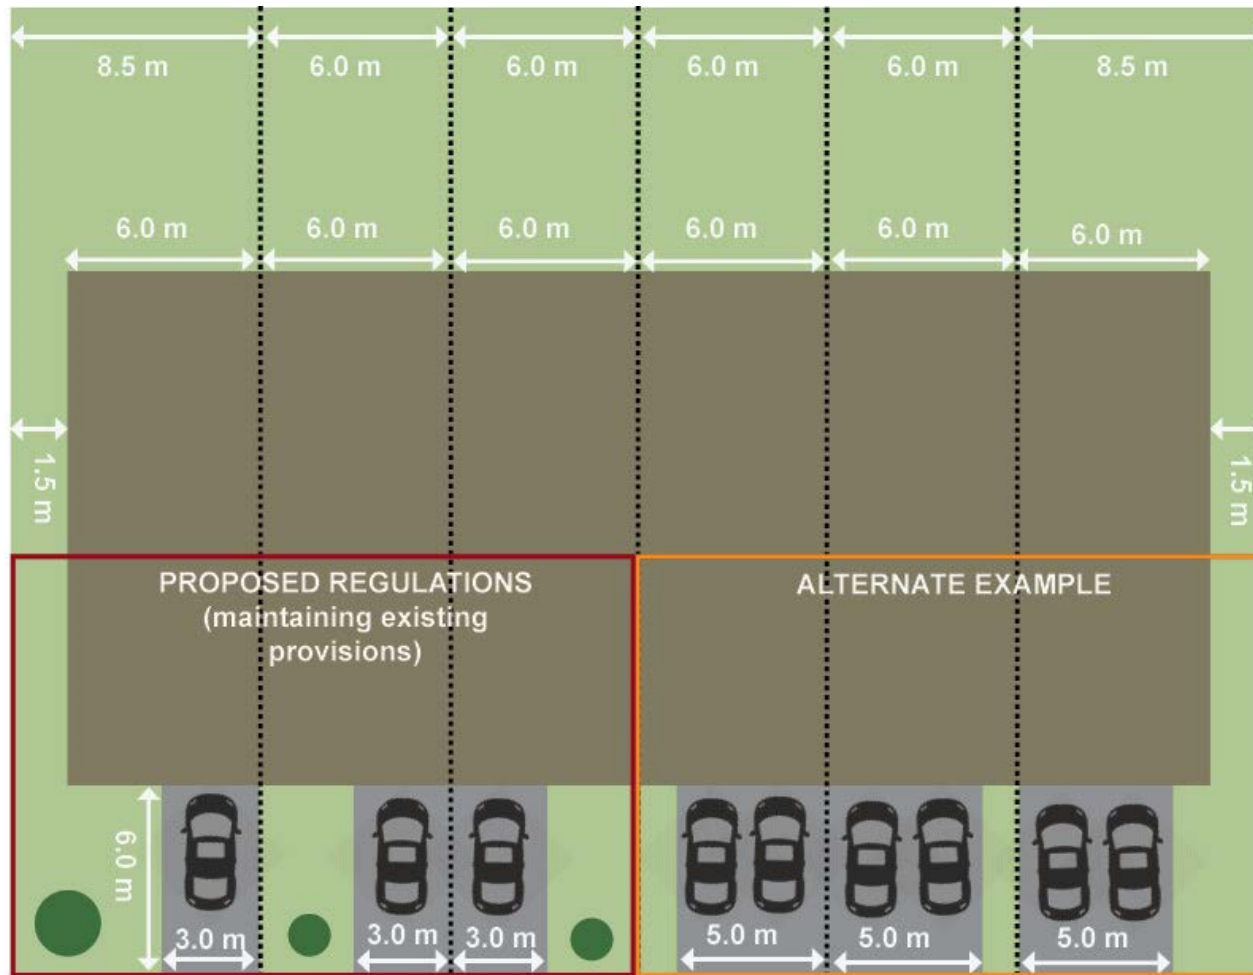 8.5 m 6.0 m 6.0 m 6.0 m 6.0 m 8.5 m
6.0 m 6.0 m 6.0 m 6.0 m 6.0 m 6.0 m
1.5 m 1.5 m
PROPOSED REGULATIONS
(maintaining existing
provisions)
ALTERNATE EXAMPLE
6.0 m
3.0 m 3.0 m 3.0 m 5.0 m 5.0 m 5.0 m